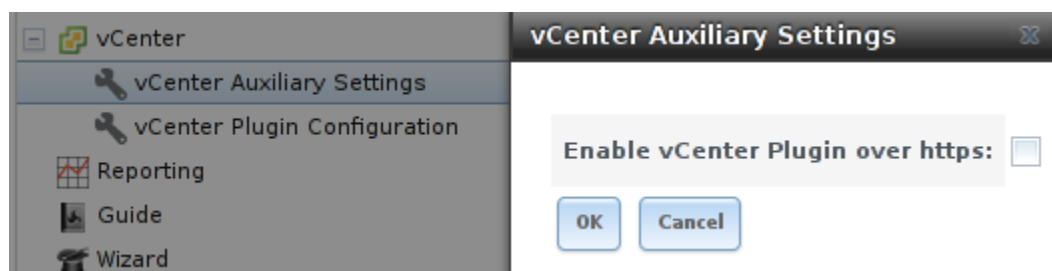 vCenter
vCenter Auxiliary Settings
vCenter Plugin Configuration
Reporting
Guide
Wizard
vCenter Auxiliary Settings
Enable vCenter Plugin over https:
OK
Cancel